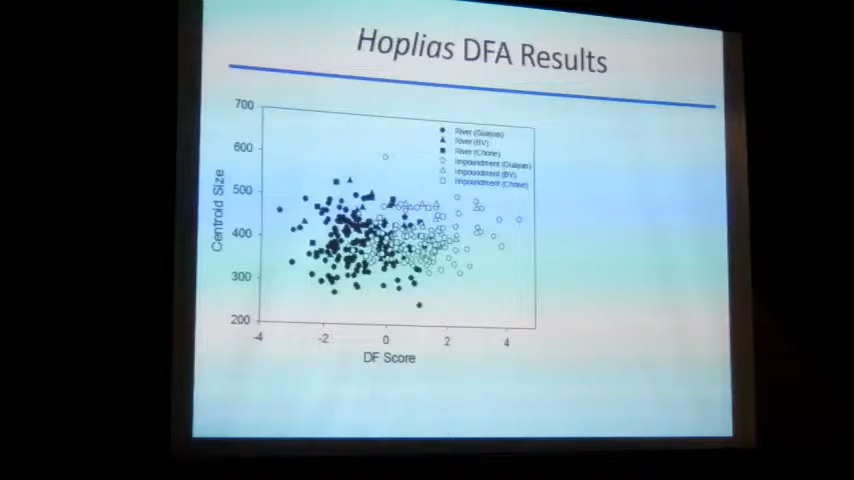 Hoplias DFA Results
700
600
500
400
300
200
Centroid Size
River (Guayas)
River (BV)
River (Chone)
Impoundment (Guayas)
Impoundment (BV)
Impoundment (Chone)
-4
-2
0
2
4
DF Score